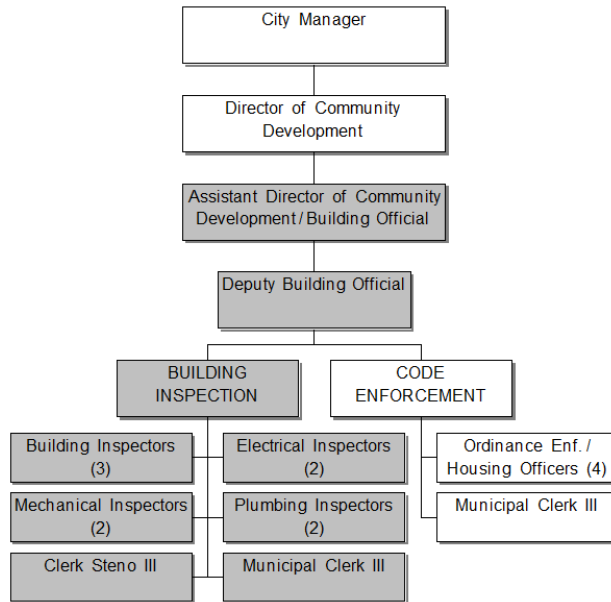 City Manager
Director of Community
Development
Assistant Director of Community
Development/Building Official
Deputy Building Official
BUILDING
INSPECTION
CODE
ENFORCEMENT
Building Inspectors
(3)
Electrical Inspectors
(2)
Ordinance Enf./
Housing Officers (4)
Mechanical Inspectors
(2)
Plumbing Inspectors
(2)
Municipal Clerk III
Clerk Steno III
Municipal Clerk III